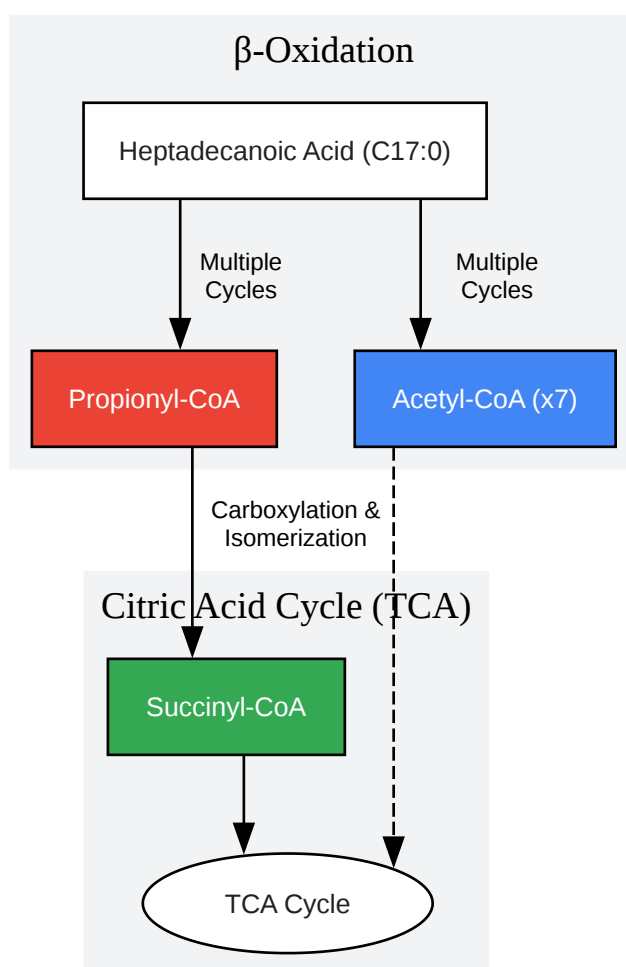 β-Oxidation
Heptadecanoic Acid (C17:0)
Multiple
Cycles
Multiple
Cycles
Propionyl-CoA
Acetyl-CoA (x7)
Carboxylation &
Isomerization
Citric Acid Cycle (TCA)
Succinyl-CoA
TCA Cycle